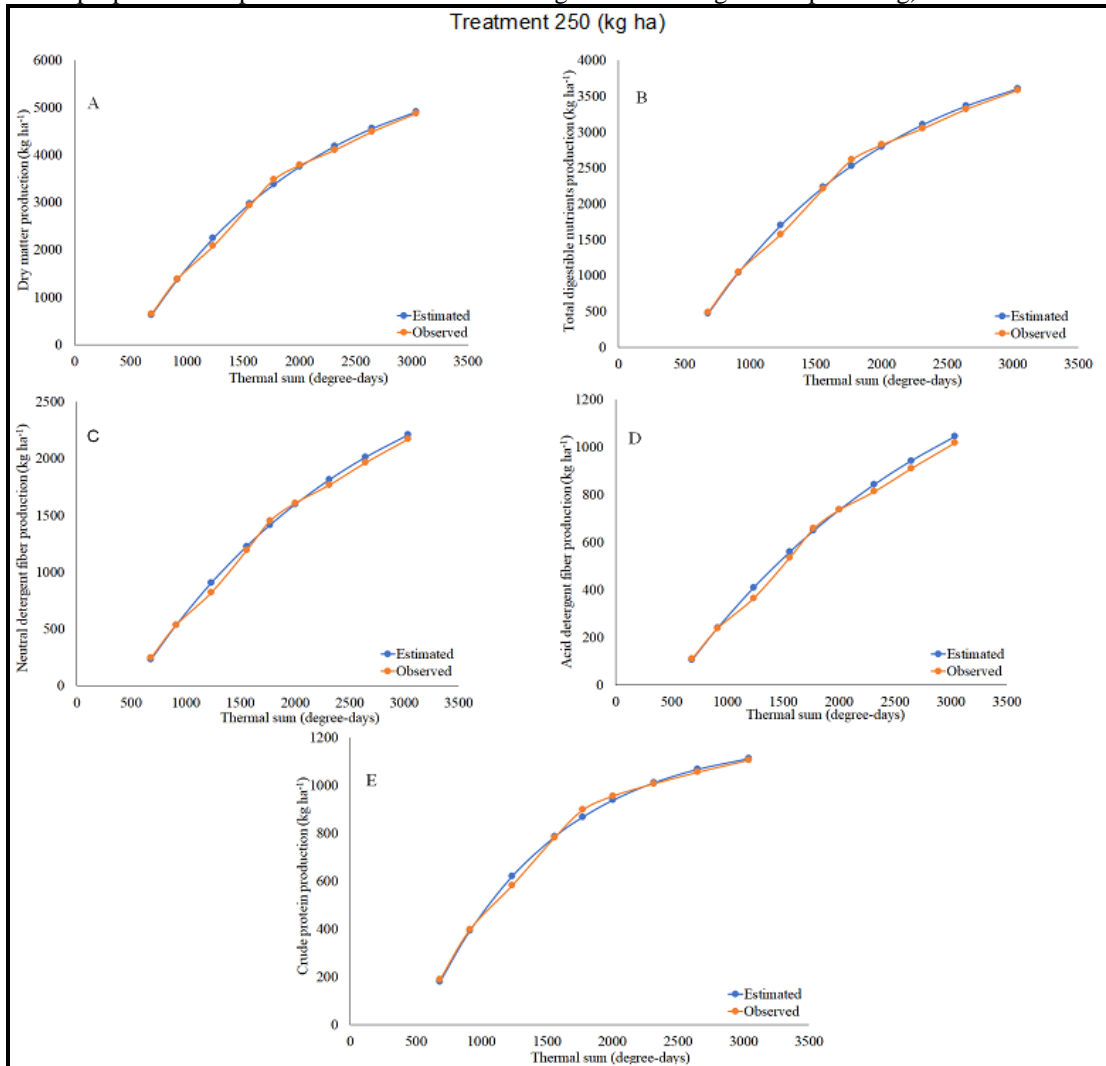 Treatment 250 (kg ha)
A
Dry matter production (kg ha-1)
6000
5000
4000
3000
2000
1000
0
0 500 1000 1500 2000 2500 3000 3500
Thermal sum (degree-days)
Estimated
Observed
B
Total digestible nutrients production (kg ha-1)
4000
3500
3000
2500
2000
1500
1000
500
0
0 500 1000 1500 2000 2500 3000 3500
Thermal sum (degree-days)
Estimated
Observed
C
Neutral detergent fiber production (kg ha-1)
2500
2000
1500
1000
500
0
0 500 1000 1500 2000 2500 3000 3500
Thermal sum (degree-days)
Estimated
Observed
D
Acid detergent fiber production (kg ha-1)
1200
1000
800
600
400
200
0
0 500 1000 1500 2000 2500 3000 3500
Thermal sum (degree-days)
Estimated
Observed
E
Crude protein production (kg ha-1)
1200
1000
800
600
400
200
0
0 500 1000 1500 2000 2500 3000 3500
Thermal sum (degree-days)
Estimated
Observed